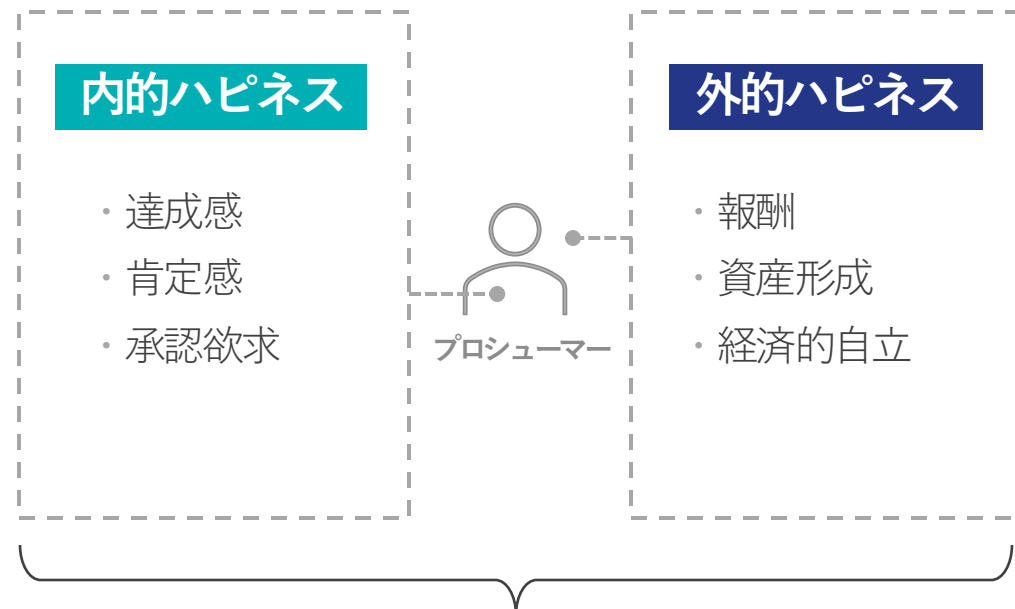 内的ハピネス
・達成感
・肯定感
・承認欲求
プロシューマー
外的ハピネス
・報酬
・資産形成
・経済的自立